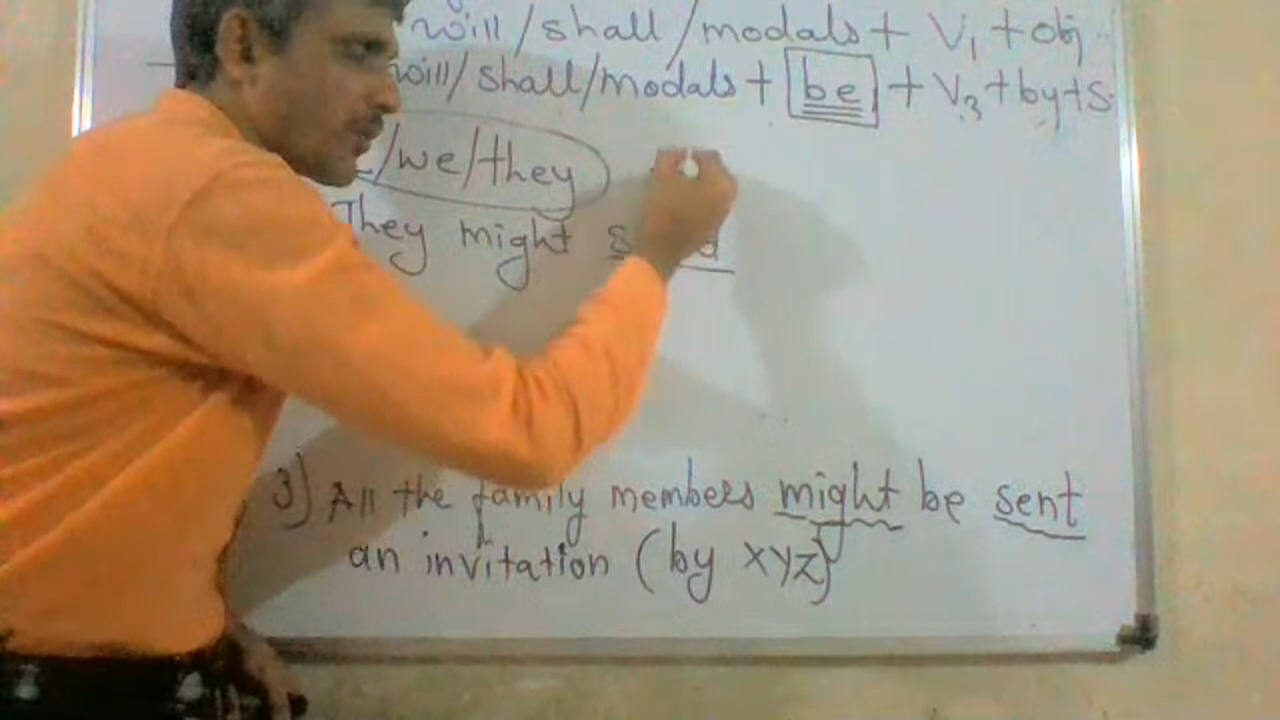 will/shall/modals + V1 + obj
will/shall/modals + be + V3 + by + S
/we/they
They might
3) All the family members might be sent
an invitation (by xyz)